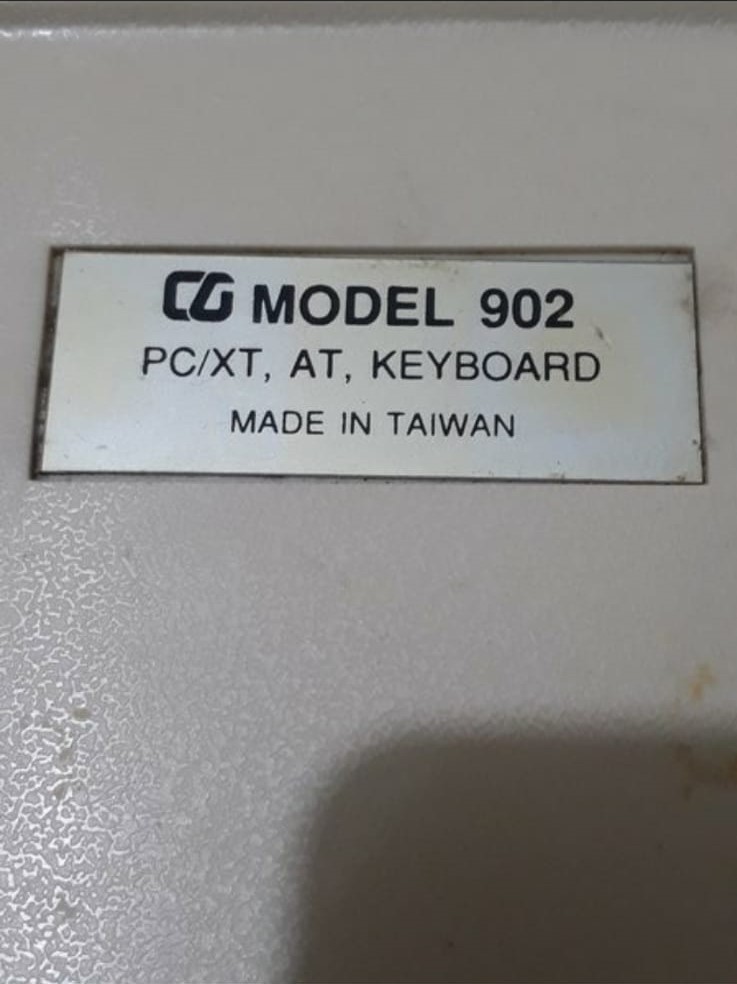 CG MODEL 902
PC/XT, AT, KEYBOARD
MADE IN TAIWAN